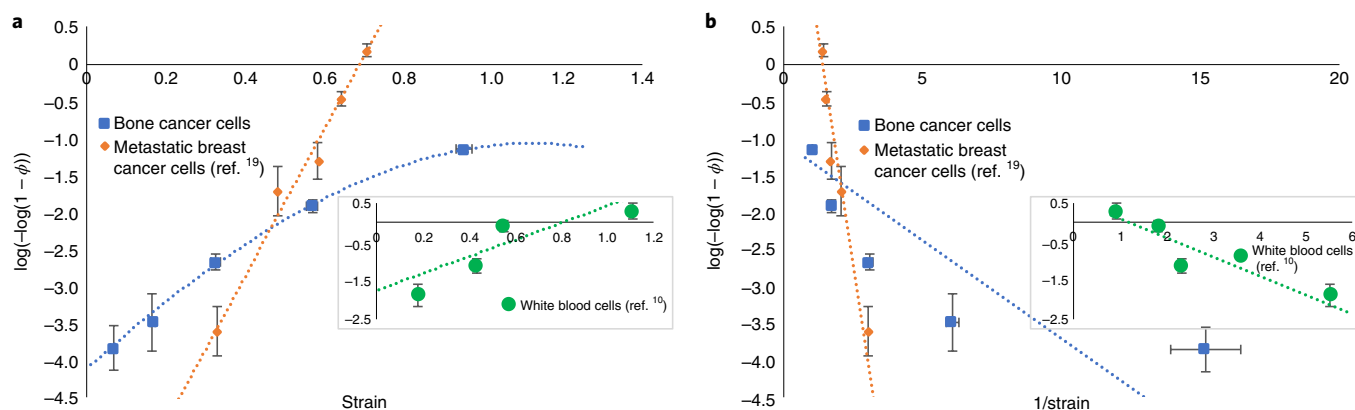 a
0.5
0
−0.5
−1.0
−1.5
−2.0
−2.5
−3.0
−3.5
−4.0
−4.5
log(−log(1 − ϕ))
0 0.2 0.4 0.6 0.8 1.0 1.2 1.4
Bone cancer cells
Metastatic breast
cancer cells (ref. 19)
0.5
−0.5
−1.5
−2.5
0 0.2 0.4 0.6 0.8 1.0 1.2
White blood cells (ref. 10)
Strain
b
0.5
0
−0.5
−1.0
−1.5
−2.0
−2.5
−3.0
−3.5
−4.0
−4.5
log(−log(1 − ϕ))
0 5 10 15 20
Bone cancer cells
Metastatic breast
cancer cells (ref. 19)
0.5
−0.5
−1.5
−2.5
0 1 2 3 4 5 6
White blood cells
(ref. 10)
1/strain